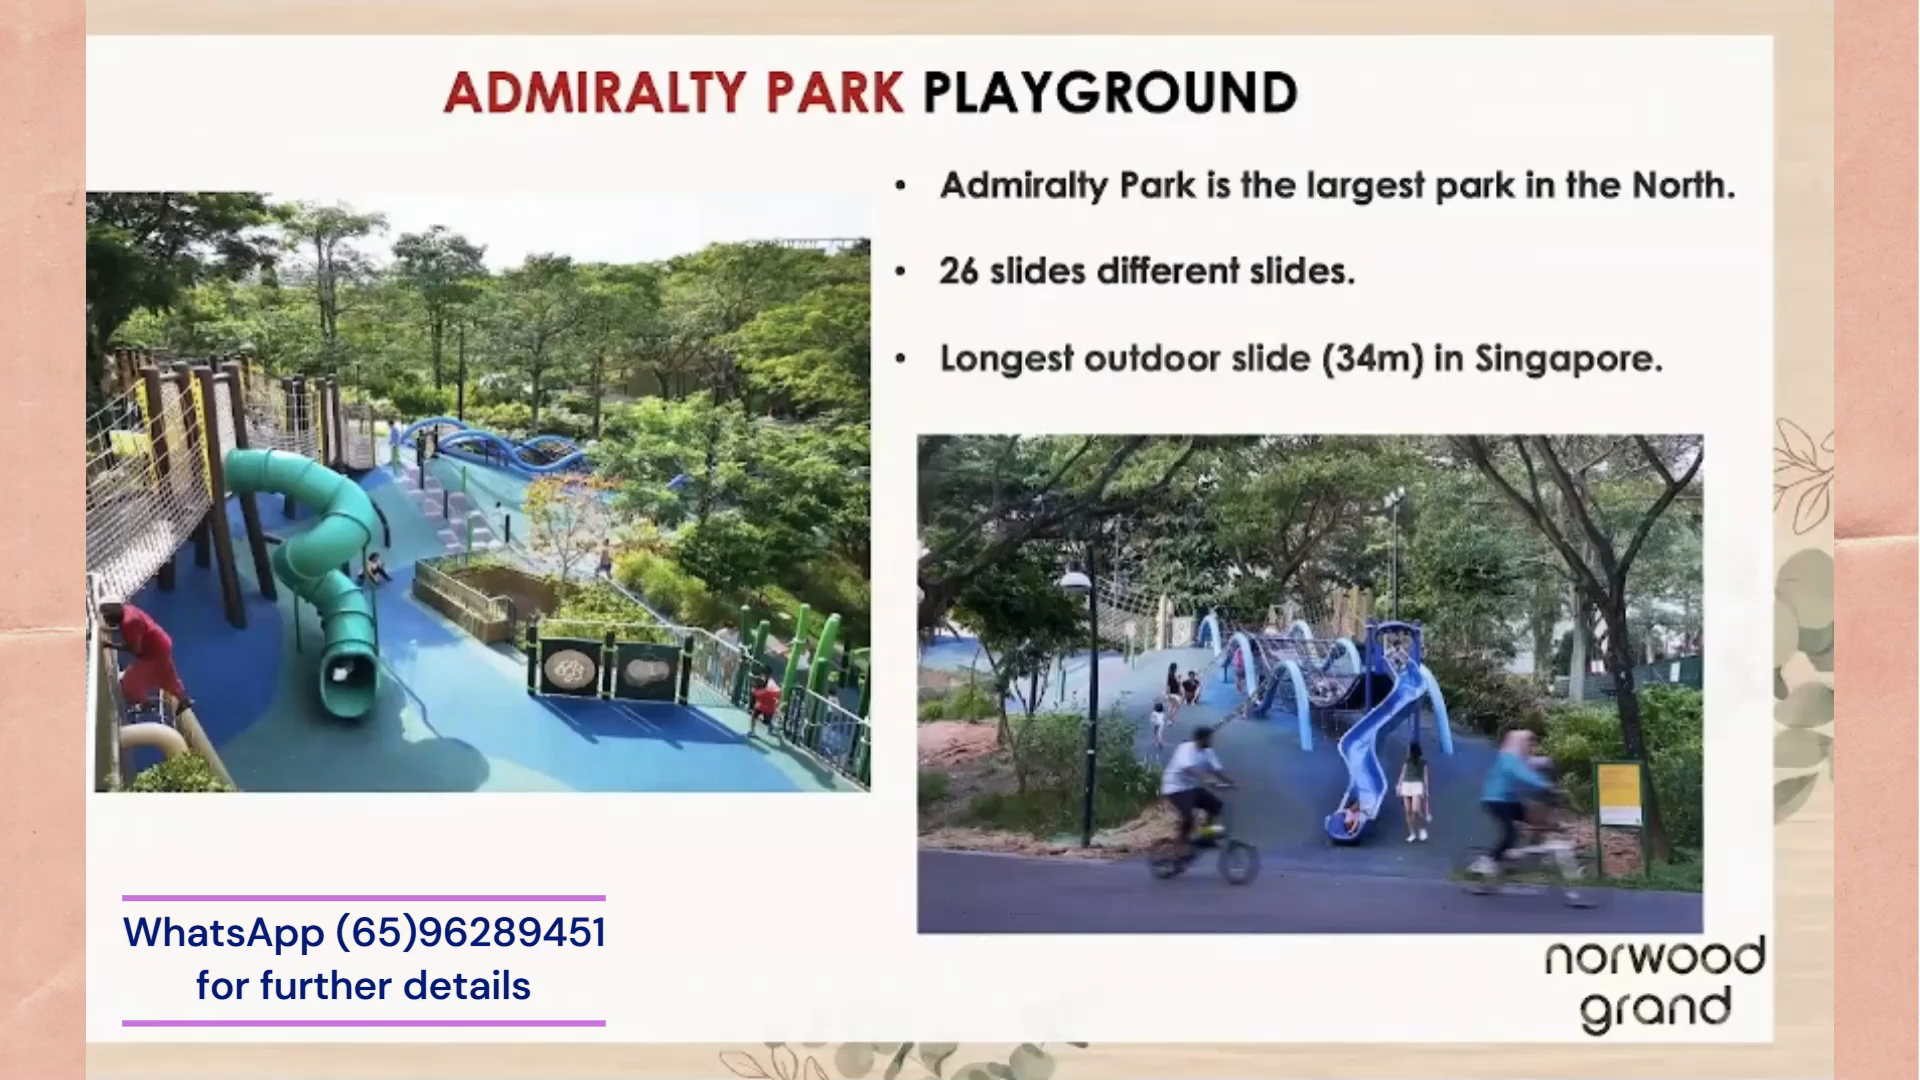 ADMIRALTY PARK PLAYGROUND
• Admiralty Park is the largest park in the North.
• 26 slides different slides.
• Longest outdoor slide (34m) in Singapore.
WhatsApp (65)96289451
for further details
norwood
grand